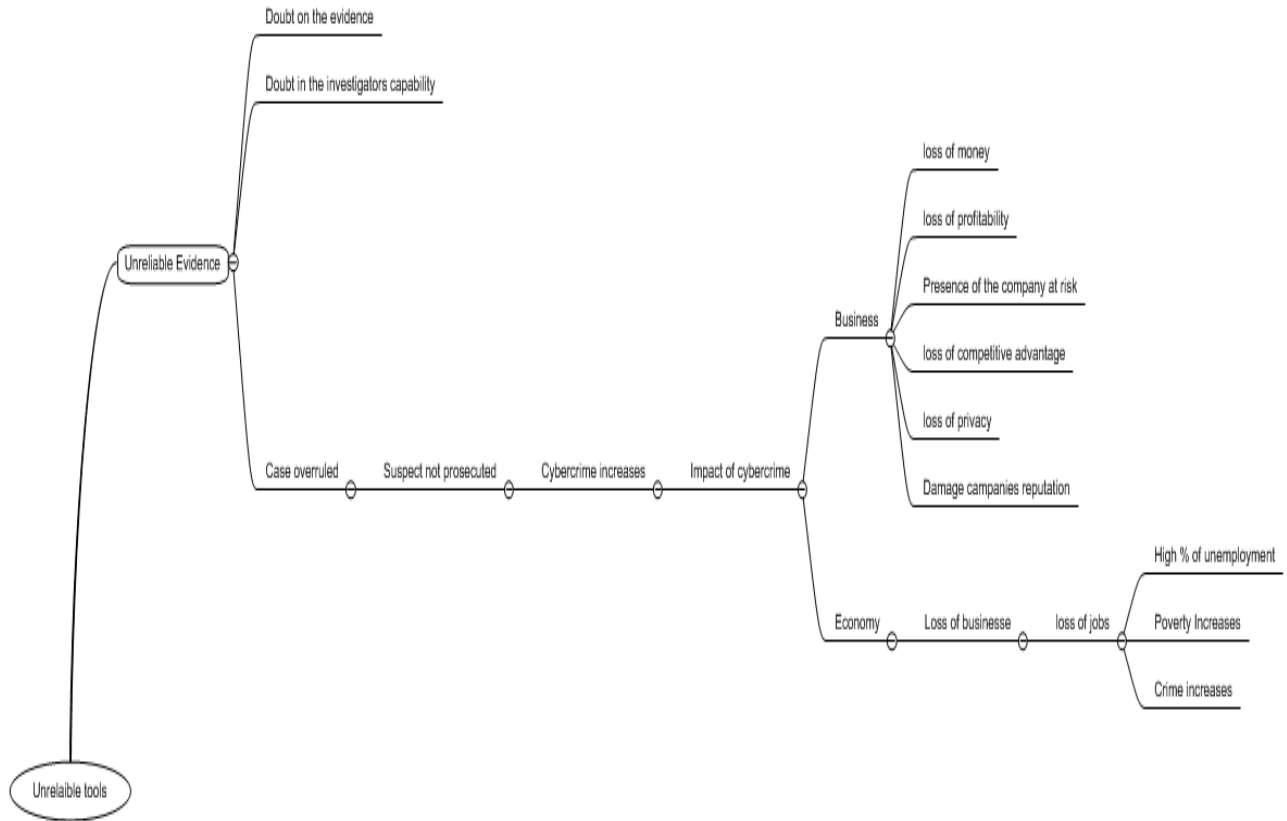 Doubt on the evidence
Doubt in the investigators capability
loss of money
loss of profitability
Unreliable Evidence
Presence of the company at risk
Business
loss of competitive advantage
loss of privacy
Case overruled
Suspect not prosecuted
Cybercrime increases
Impact of cybercrime
Damage campanies reputation
High % of unemployment
Economy
Loss of businesse
loss of jobs
Poverty Increases
Crime increases
Unrelaible tools